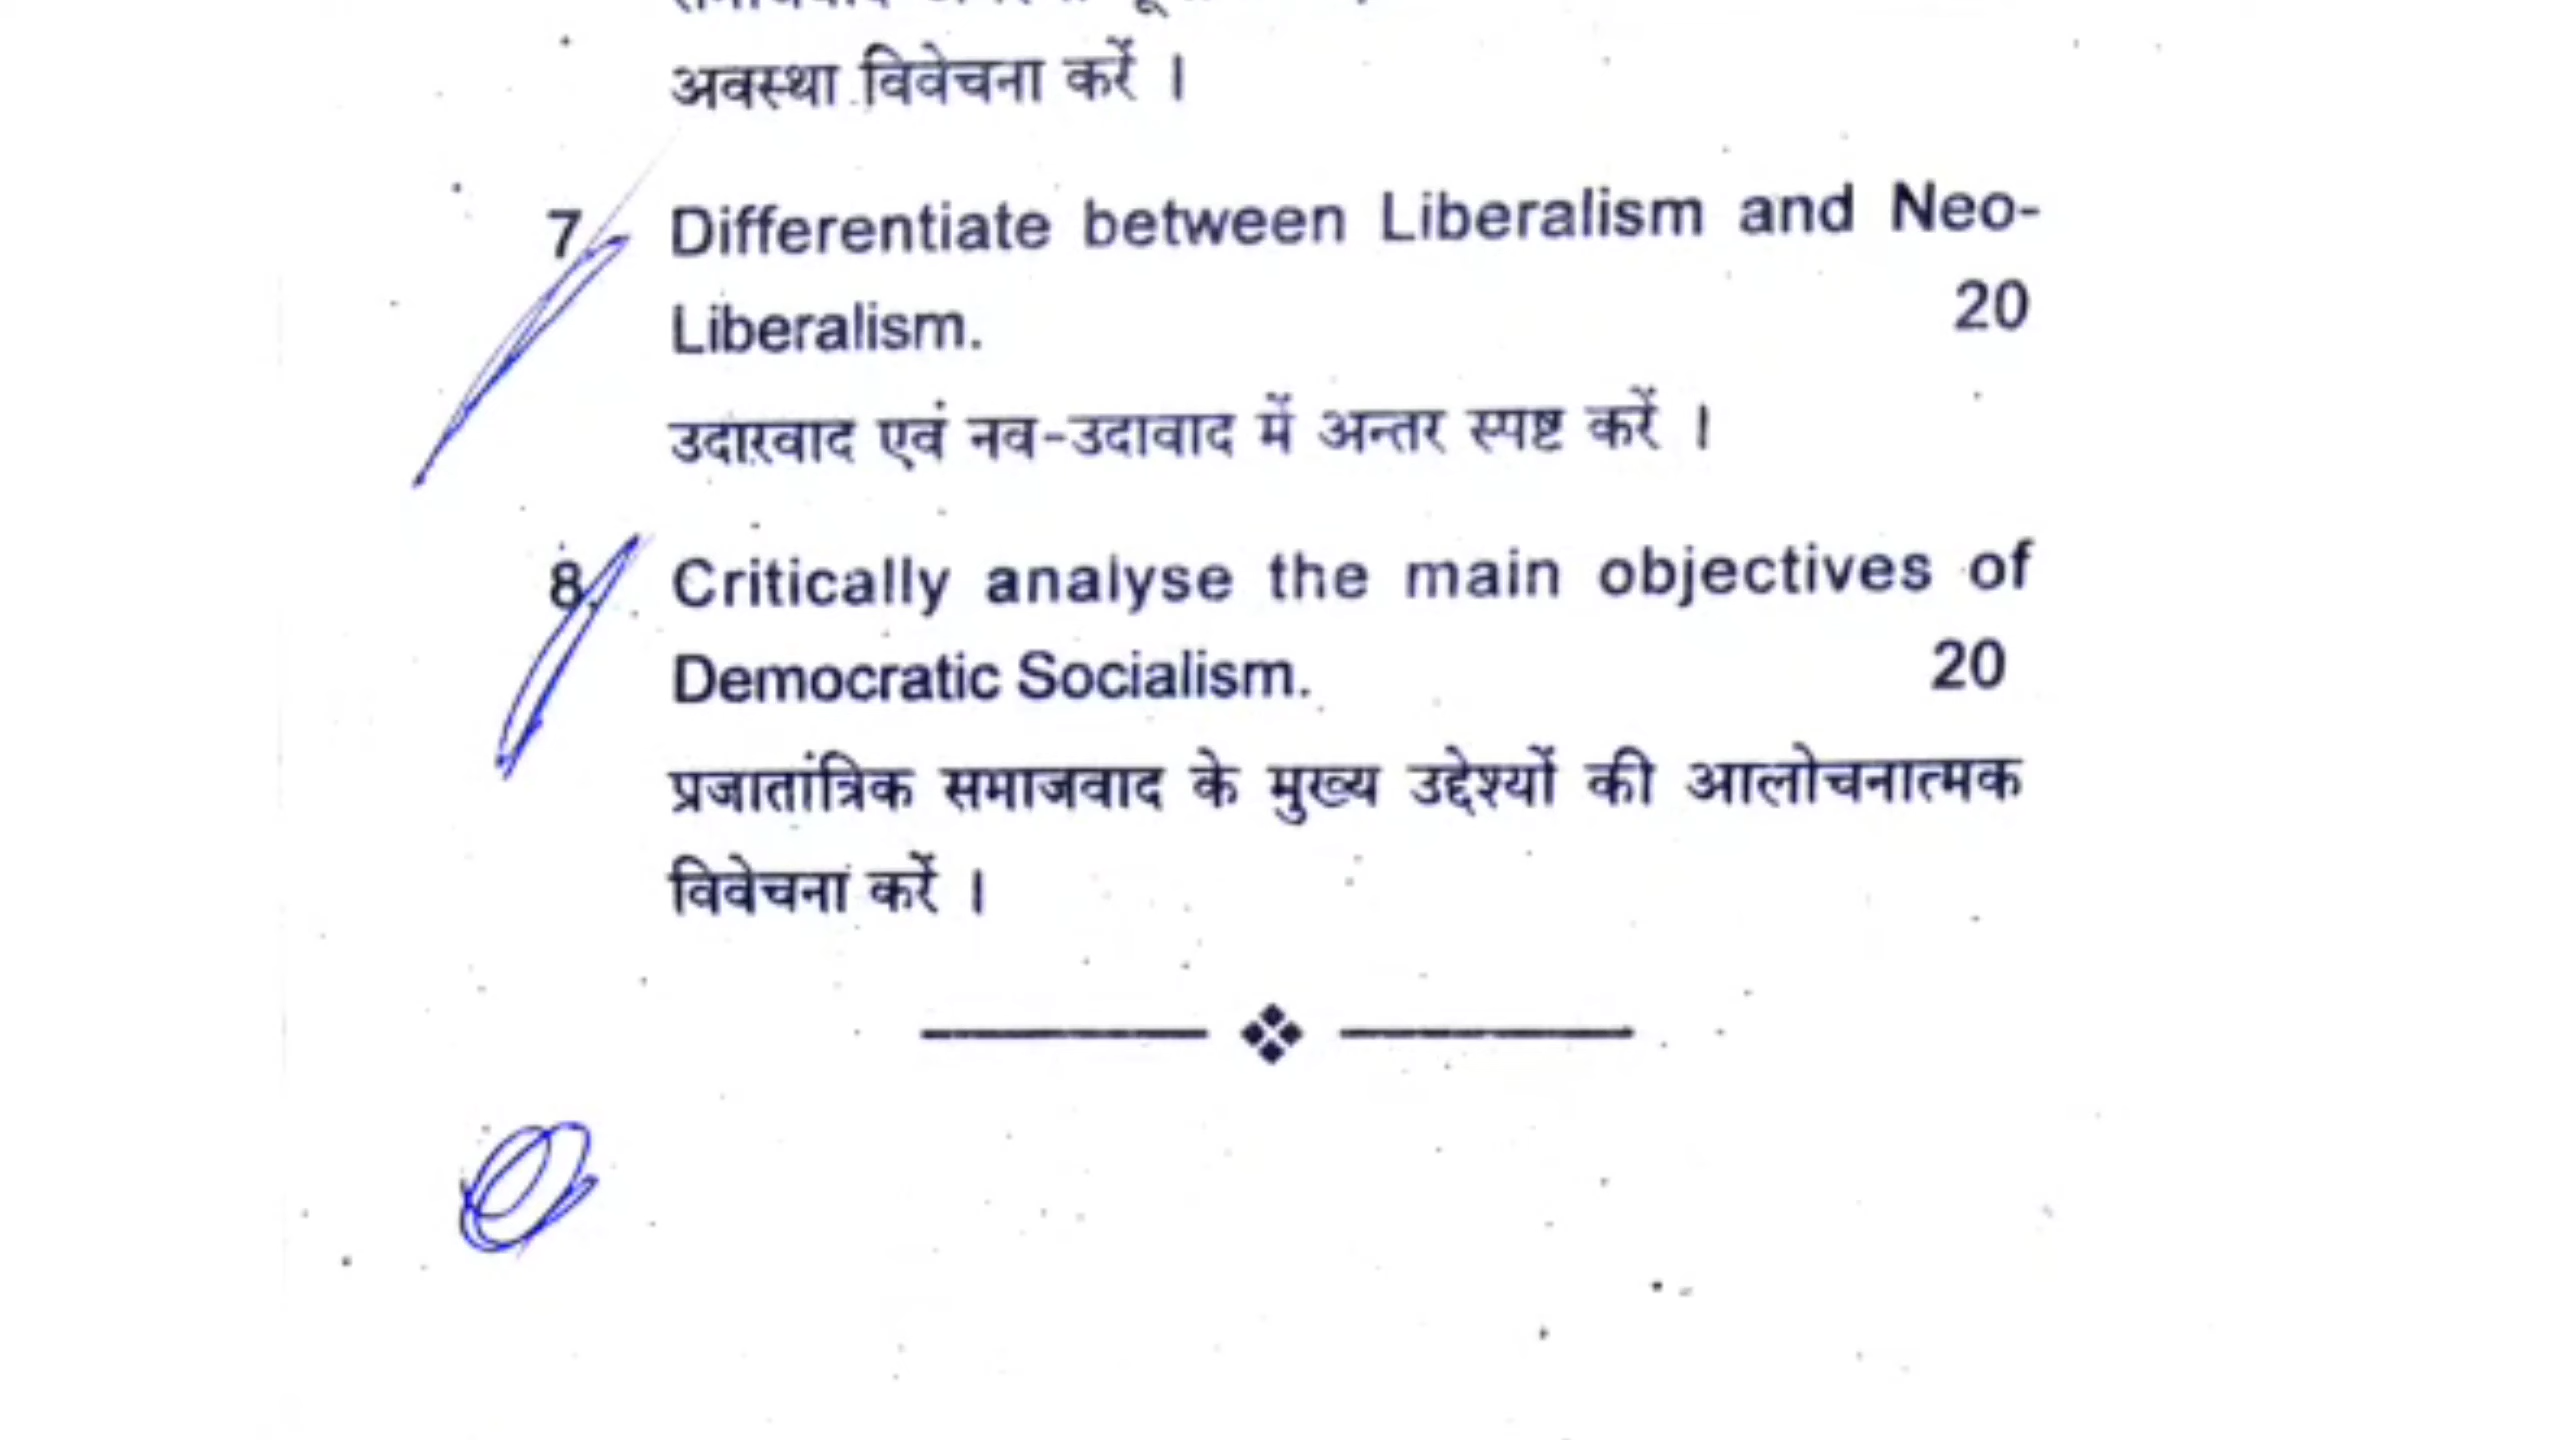 अवस्था विवेचना करें ।
7. Differentiate between Liberalism and Neo-
Liberalism. 20
उदारवाद एवं नव-उदावाद में अन्तर स्पष्ट करें ।
8. Critically analyse the main objectives of
Democratic Socialism. 20
प्रजातांत्रिक समाजवाद के मुख्य उद्देश्यों की आलोचनात्मक
विवेचना करें ।